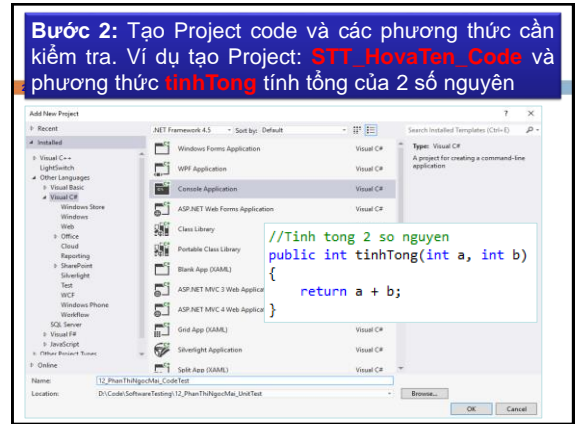 Bước 2: Tạo Project code và các phương thức cần
kiểm tra. Ví dụ tạo Project: STT_HovaTen_Code và
phương thức tinhTong tính tổng của 2 số nguyên
2
Add New Project
? ×
Recent
.NET Framework 4.5
Sort by: Default
Search Installed Templates (Ctrl+E)
Installed
Visual C++
LightSwitch
Other Languages
Visual Basic
Visual C#
Windows Store
Windows
Web
Office
Cloud
Reporting
SharePoint
Silverlight
Test
WCF
Windows Phone
Workflow
SQL Server
Visual F#
JavaScript
Other Project Types
Online
Windows Forms Application Visual C#
WPF Application Visual C#
Console Application Visual C#
ASP.NET Web Forms Application Visual C#
Class Library
Portable Class Library
Blank App (XAML)
ASP.NET MVC 3 Web Applica
ASP.NET MVC 4 Web Applica
Grid App (XAML) Visual C#
Silverlight Application Visual C#
Split App (XAML) Visual C#
Type: Visual C#
A project for creating a command-line
application
//Tinh tong 2 so nguyen
public int tinhTong(int a, int b)
{
return a + b;
}
Name: 12_PhanThiNgocMai_CodeTest
Location: D:\Code\SoftwareTesting\12_PhanThiNgocMai_UnitTest
Browse...
OK Cancel